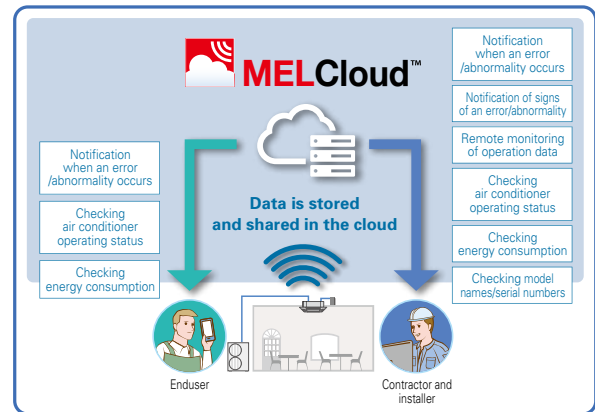 MELCloud™
Notification
when an error
/abnormality occurs
Checking
air conditioner
operating status
Checking
energy consumption
Data is stored
and shared in the cloud
Notification
when an error
/abnormality occurs
Notification of signs
of an error/abnormality
Remote monitoring
of operation data
Checking
air conditioner
operating status
Checking
energy consumption
Checking model
names/serial numbers
Enduser
Contractor and
installer